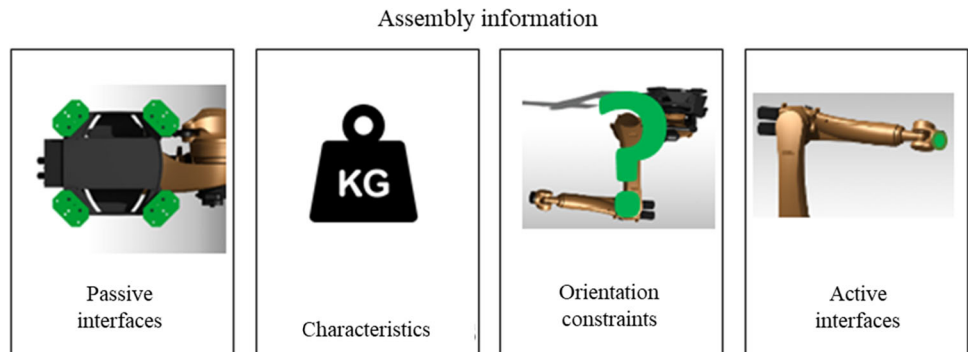 Assembly information
KG
Passive
interfaces
Characteristics
Orientation
constraints
Active
interfaces